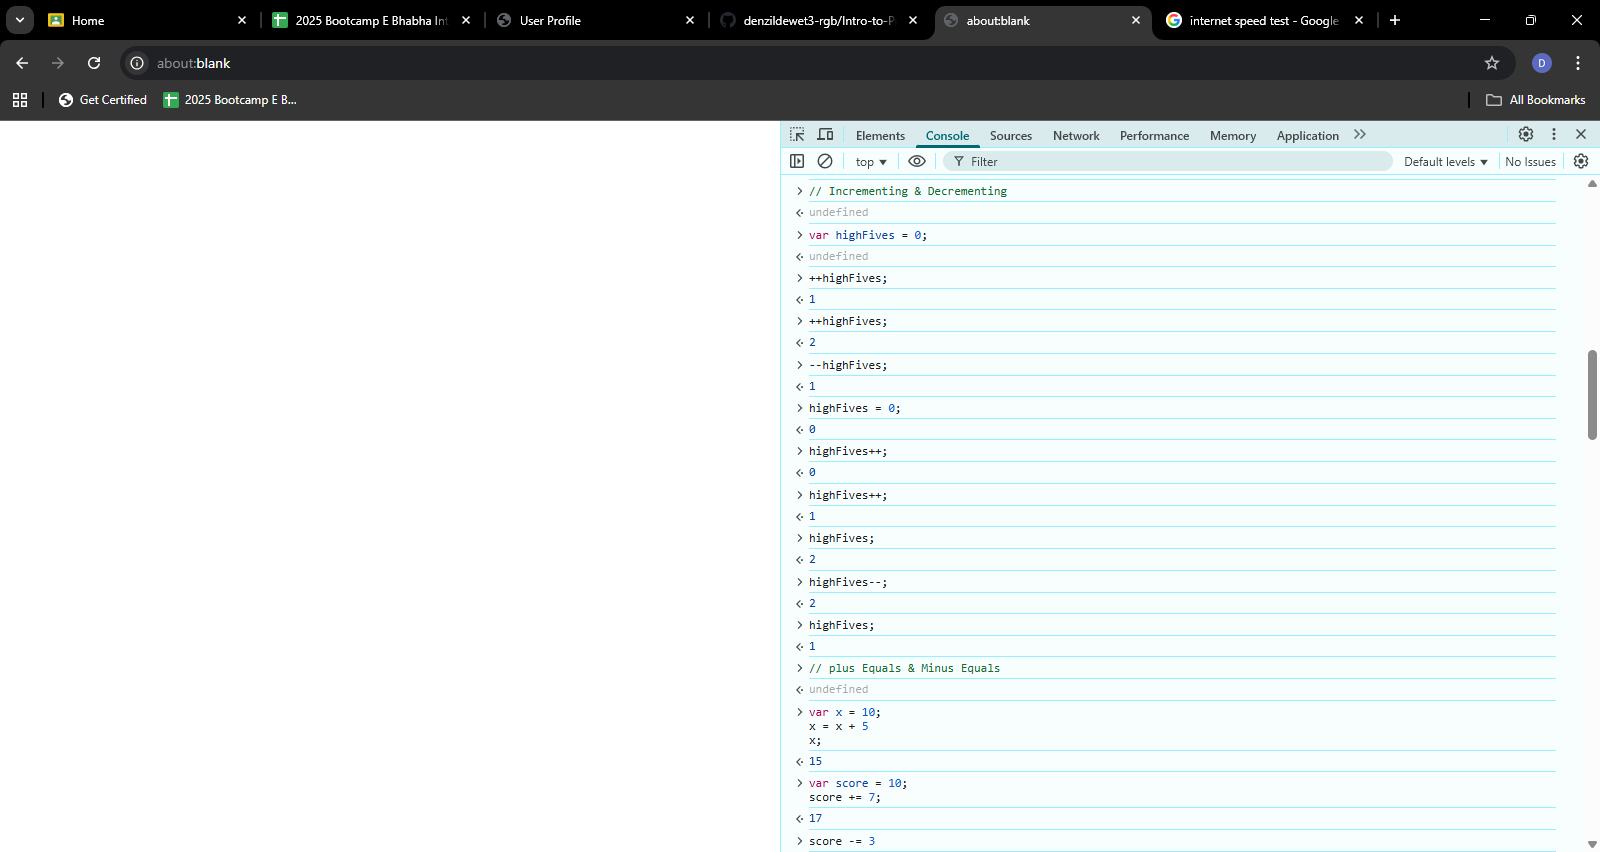 Home
2025 Bootcamp E Bhabha Int
User Profile
denzildewet3-rgb/Intro-to-P
about:blank
internet speed test - Google
about:blank
D
Get Certified
2025 Bootcamp E B...
All Bookmarks
Elements
Console
Sources
Network
Performance
Memory
Application
top
Filter
Default levels
No Issues
// Incrementing & Decrementing
undefined
var highFives = 0;
undefined
++highFives;
1
++highFives;
2
--highFives;
1
highFives = 0;
0
highFives++;
0
highFives++;
1
highFives;
2
highFives--;
2
highFives;
1
// plus Equals & Minus Equals
undefined
var x = 10;
x = x + 5
x;
15
var score = 10;
score += 7;
17
score -= 3